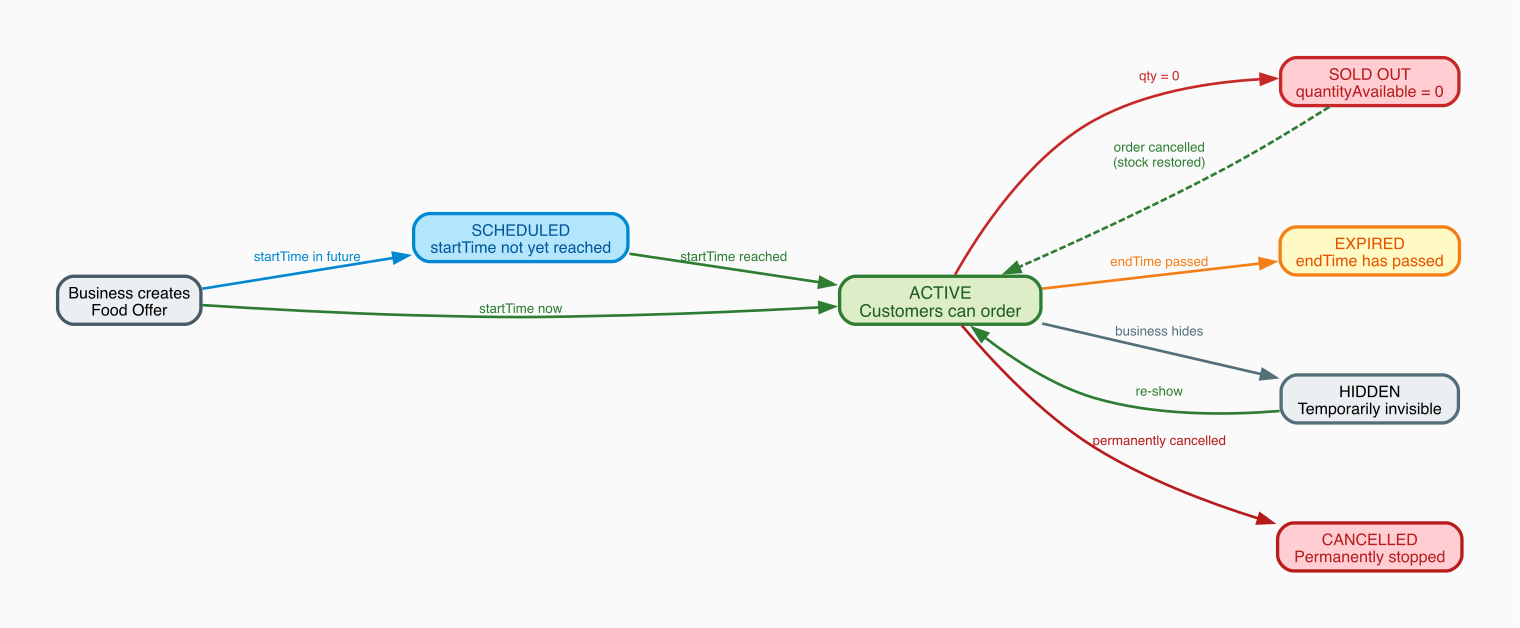 Business creates
Food Offer
startTime in future
startTime now
SCHEDULED
startTime not yet reached
startTime reached
ACTIVE
Customers can order
qty = 0
order cancelled
(stock restored)
endTime passed
business hides
re-show
permanently cancelled
SOLD OUT
quantityAvailable = 0
EXPIRED
endTime has passed
HIDDEN
Temporarily invisible
CANCELLED
Permanently stopped